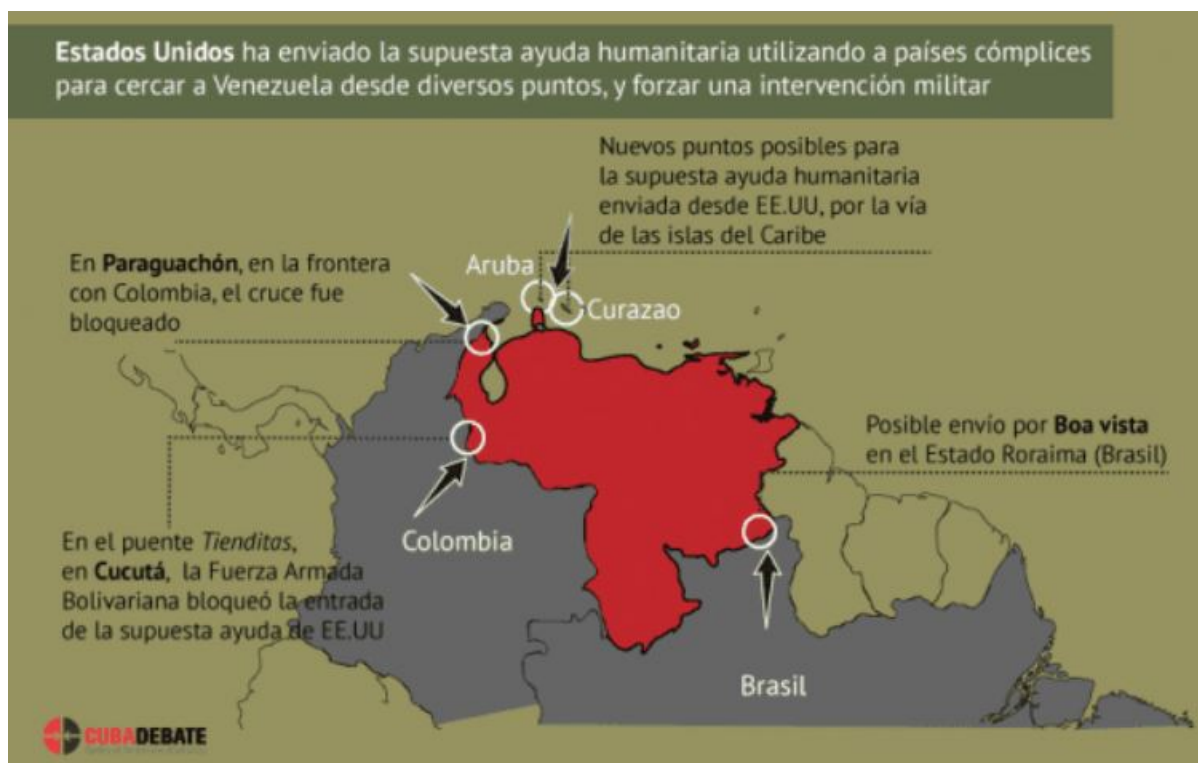 Estados Unidos ha enviado la supuesta ayuda humanitaria utilizando a países cómplices
para cercar a Venezuela desde diversos puntos, y forzar una intervención militar
Nuevos puntos posibles para
la supuesta ayuda humanitaria
enviada desde EE.UU, por la vía
de las islas del Caribe
En Paraguachón, en la frontera
con Colombia, el cruce fue
bloqueado
Aruba
Curazao
Posible envío por Boa vista
en el Estado Roraima (Brasil)
En el puente Tienditas,
en Cucutá, la Fuerza Armada
Bolivariana bloqueó la entrada
de la supuesta ayuda de EE.UU
Colombia
Brasil
CUBADEBATE